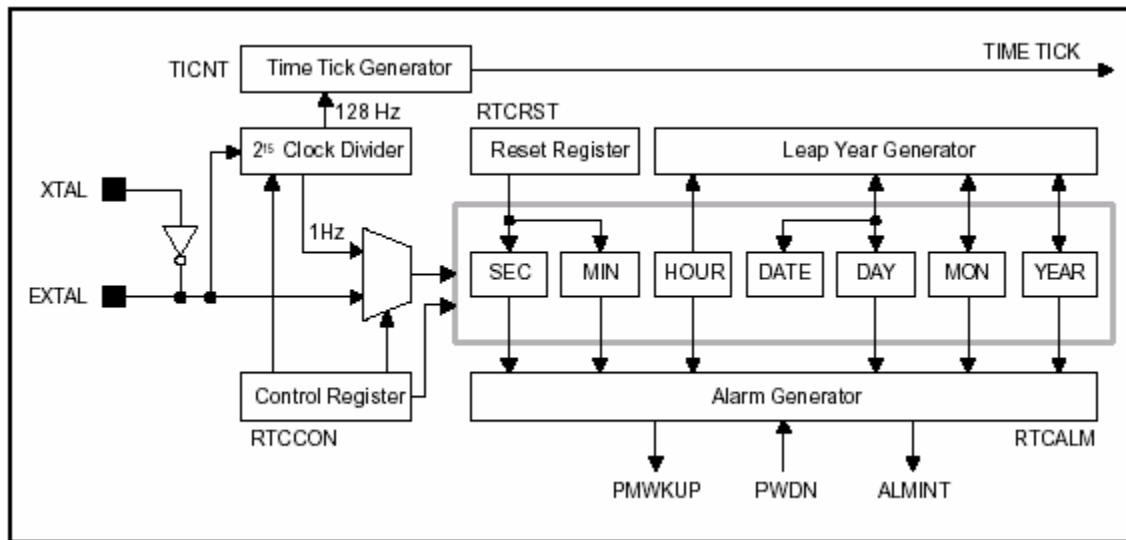 TIME TICK
TICNT
Time Tick Generator
128 Hz
RTCRST
2¹⁵ Clock Divider
Reset Register
Leap Year Generator
XTAL
1Hz
SEC
MIN
HOUR
DATE
DAY
MON
YEAR
EXTAL
Control Register
Alarm Generator
RTCCON
RTCALM
PMWKUP
PWDN
ALMINT